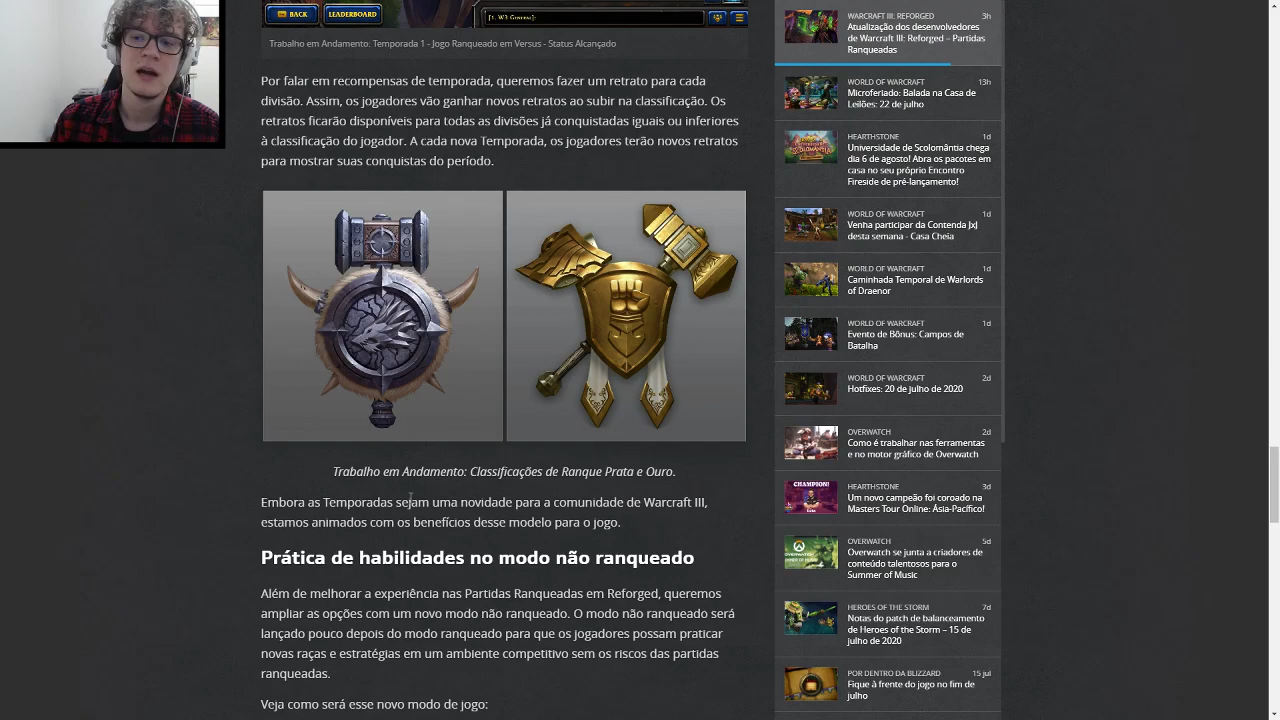 BACK
LEADERBOARD
[1. W3 General]:
Trabalho em Andamento: Temporada 1 - Jogo Ranqueado em Versus - Status Alcançado
Por falar em recompensas de temporada, queremos fazer um retrato para cada
divisão. Assim, os jogadores vão ganhar novos retratos ao subir na classificação. Os
retratos ficarão disponíveis para todas as divisões já conquistadas iguais ou inferiores
à classificação do jogador. A cada nova Temporada, os jogadores terão novos retratos
para mostrar suas conquistas do período.
Trabalho em Andamento: Classificações de Ranque Prata e Ouro.
Embora as Temporadas sejam uma novidade para a comunidade de Warcraft III,
estamos animados com os benefícios desse modelo para o jogo.
Prática de habilidades no modo não ranqueado
Além de melhorar a experiência nas Partidas Ranqueadas em Reforged, queremos
ampliar as opções com um novo modo não ranqueado. O modo não ranqueado será
lançado pouco depois do modo ranqueado para que os jogadores possam praticar
novas raças e estratégias em um ambiente competitivo sem os riscos das partidas
ranqueadas.
Veja como será esse novo modo de jogo:
WARCRAFT III: REFORGED 3h
Atualização dos desenvolvedores
de Warcraft III: Reforged – Partidas
Ranqueadas
WORLD OF WARCRAFT 13h
Microferiado: Balada na Casa de
Leilões: 22 de julho
HEARTHSTONE 1d
Universidade de Scolomântia chega
dia 6 de agosto! Abra os pacotes em
casa no seu próprio Encontro
Fireside de pré-lançamento!
WORLD OF WARCRAFT 1d
Venha participar da Contenda JxJ
desta semana - Casa Cheia
WORLD OF WARCRAFT 1d
Caminhada Temporal de Warlords
of Draenor
WORLD OF WARCRAFT 1d
Evento de Bônus: Campos de
Batalha
WORLD OF WARCRAFT 2d
Hotfixes: 20 de julho de 2020
OVERWATCH 2d
Como é trabalhar nas ferramentas
e no motor gráfico de Overwatch
HEARTHSTONE 3d
CHAMPION!
Um novo campeão foi coroado na
Masters Tour Online: Ásia-Pacífico!
OVERWATCH 5d
Overwatch se junta a criadores de
conteúdo talentosos para o
Summer of Music
HEROES OF THE STORM 7d
Notas do patch de balanceamento
de Heroes of the Storm – 15 de
julho de 2020
POR DENTRO DA BLIZZARD 15 jul
Fique à frente do jogo no fim de
julho